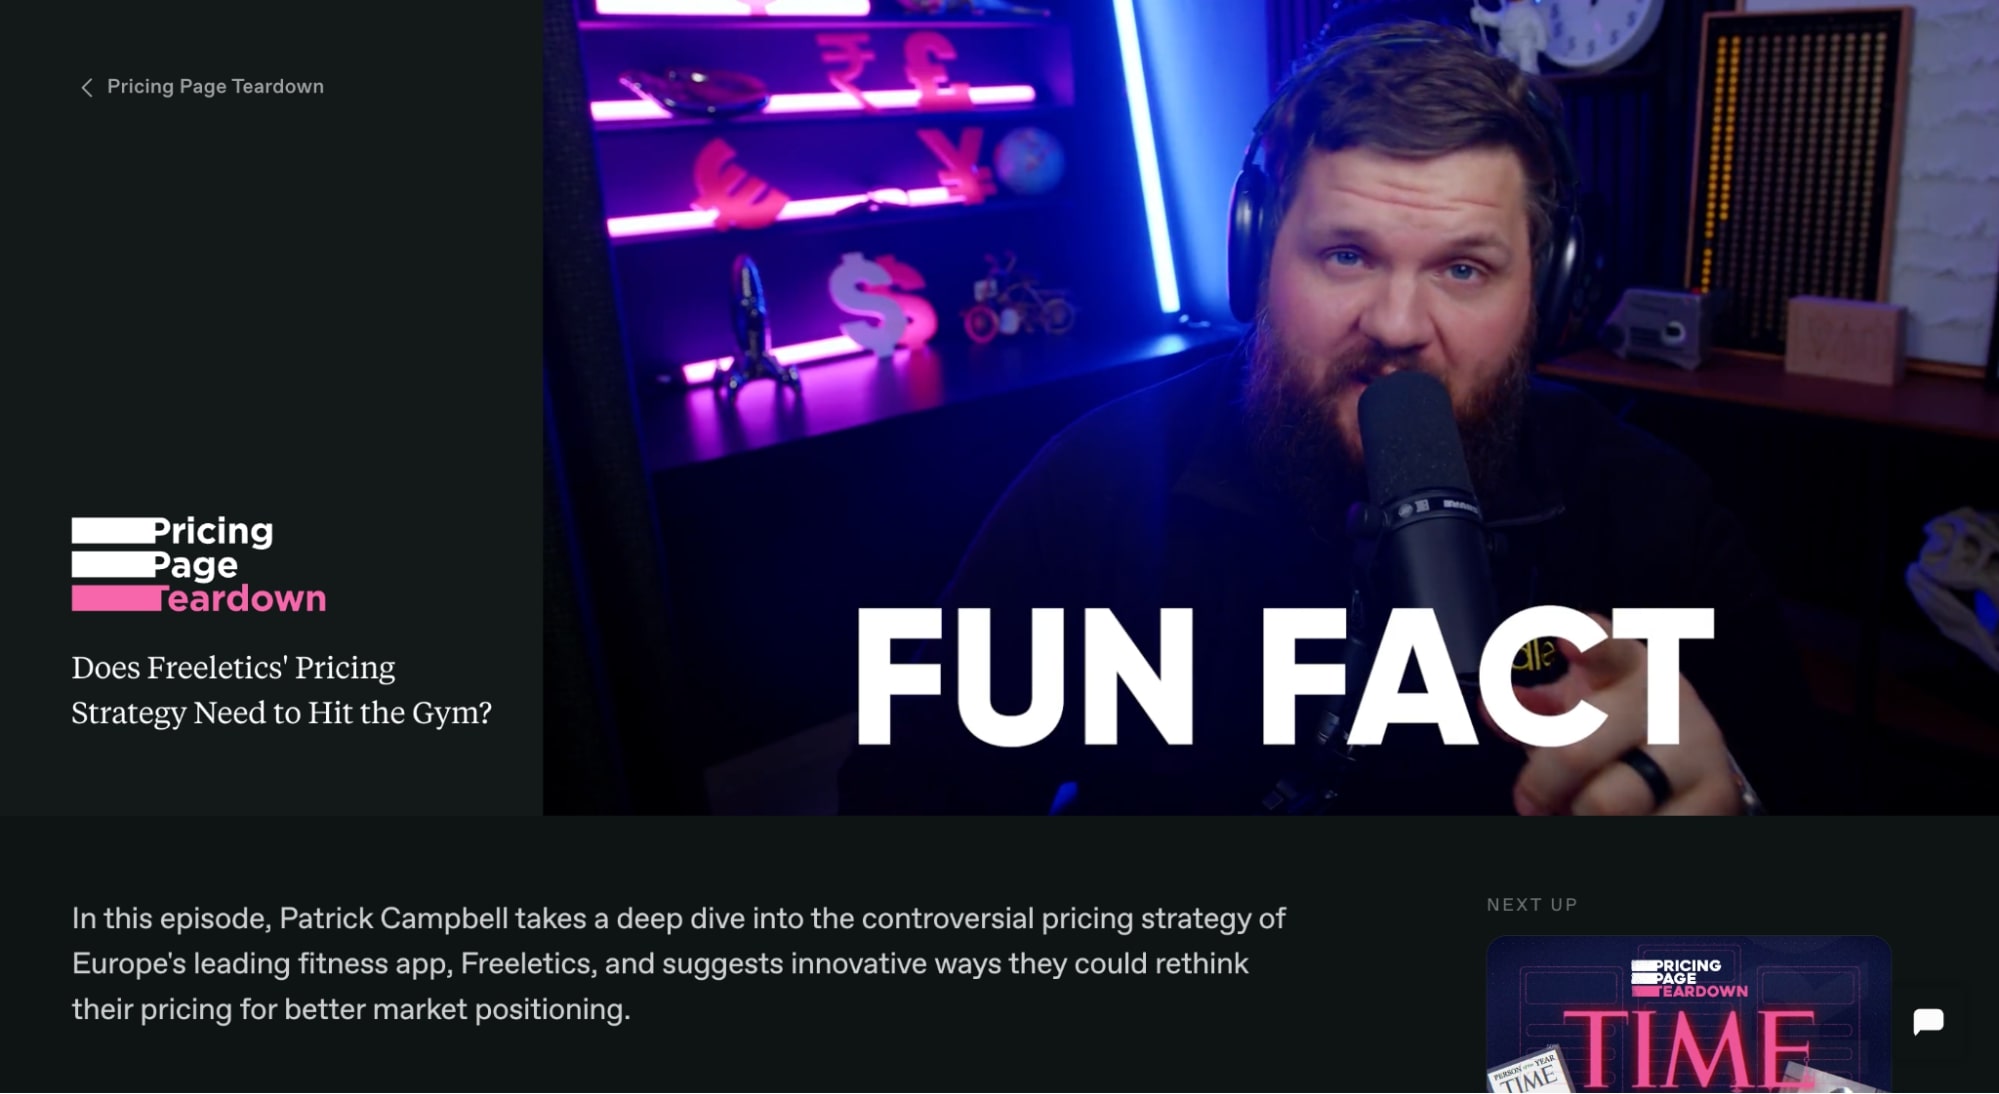 Pricing Page Teardown
Pricing
Page
Teardown
Does Freeletics' Pricing
Strategy Need to Hit the Gym?
FUN FACT
In this episode, Patrick Campbell takes a deep dive into the controversial pricing strategy of
Europe's leading fitness app, Freeletics, and suggests innovative ways they could rethink
their pricing for better market positioning.
NEXT UP
PRICING
PAGE
TEARDOWN
TIME
PERSON of the YEAR
TIME